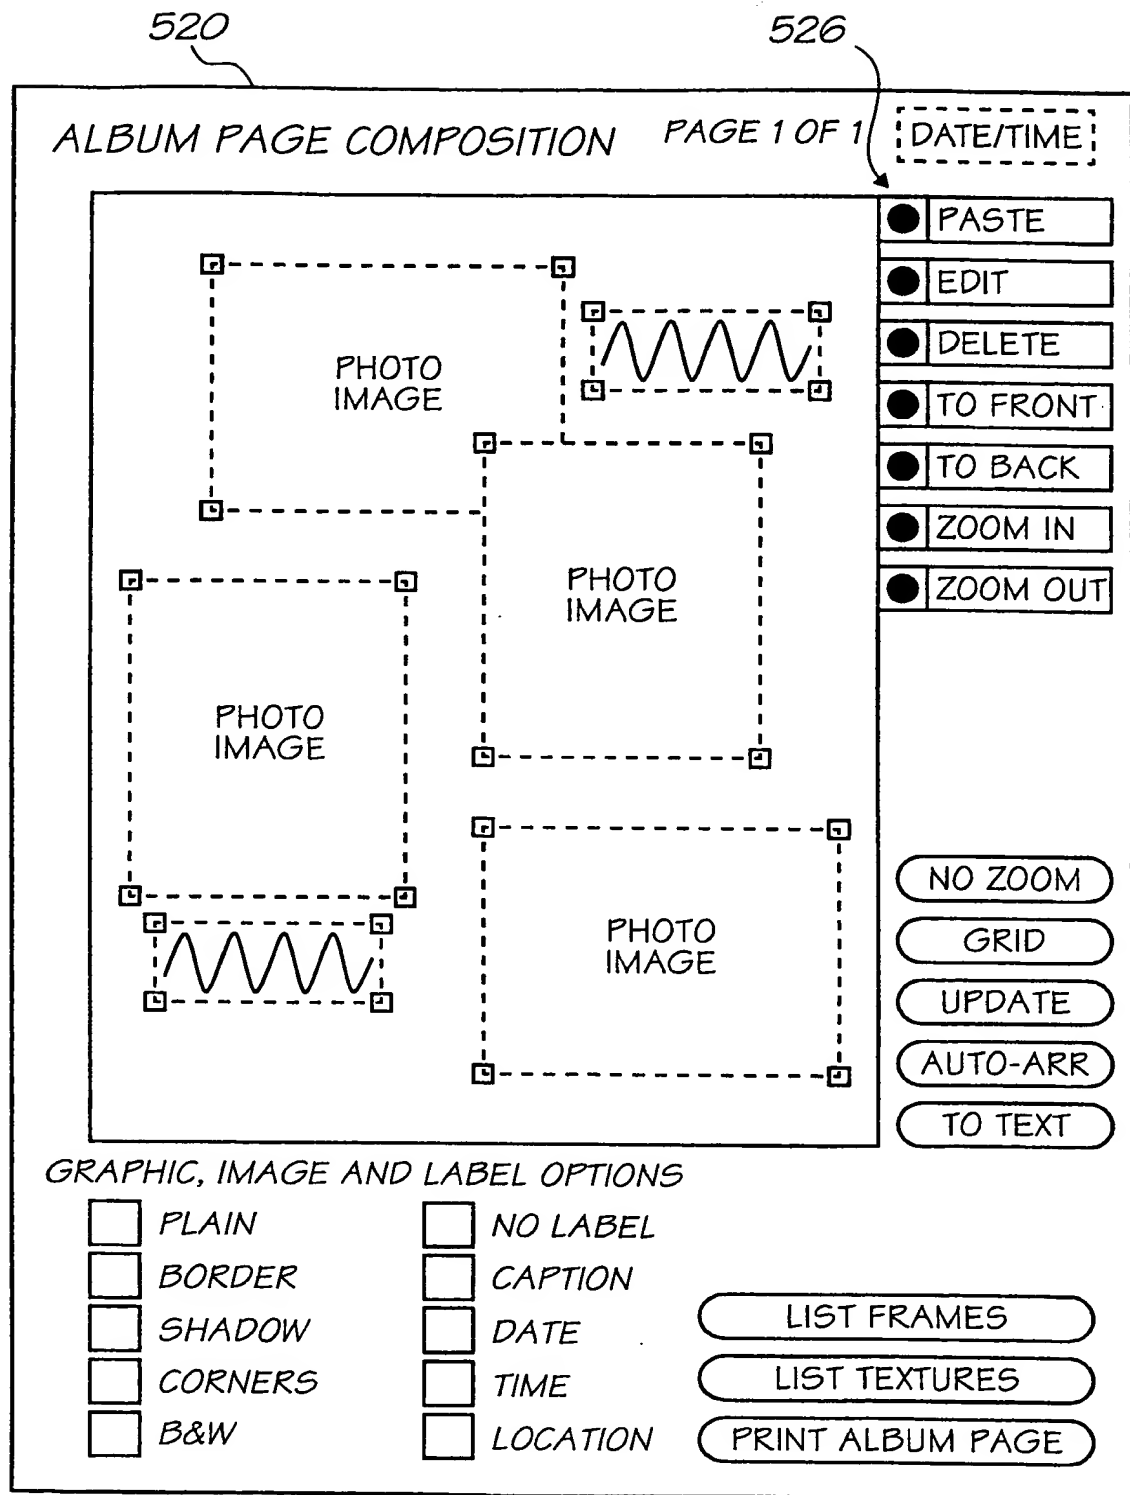 520
526
ALBUM PAGE COMPOSITION
PAGE 1 OF 1
DATE/TIME
PASTE
EDIT
DELETE
TO FRONT
TO BACK
ZOOM IN
ZOOM OUT
PHOTO
IMAGE
PHOTO
IMAGE
PHOTO
IMAGE
PHOTO
IMAGE
NO ZOOM
GRID
UPDATE
AUTO-ARR
TO TEXT
GRAPHIC, IMAGE AND LABEL OPTIONS
PLAIN
BORDER
SHADOW
CORNERS
B&W
NO LABEL
CAPTION
DATE
TIME
LOCATION
LIST FRAMES
LIST TEXTURES
PRINT ALBUM PAGE